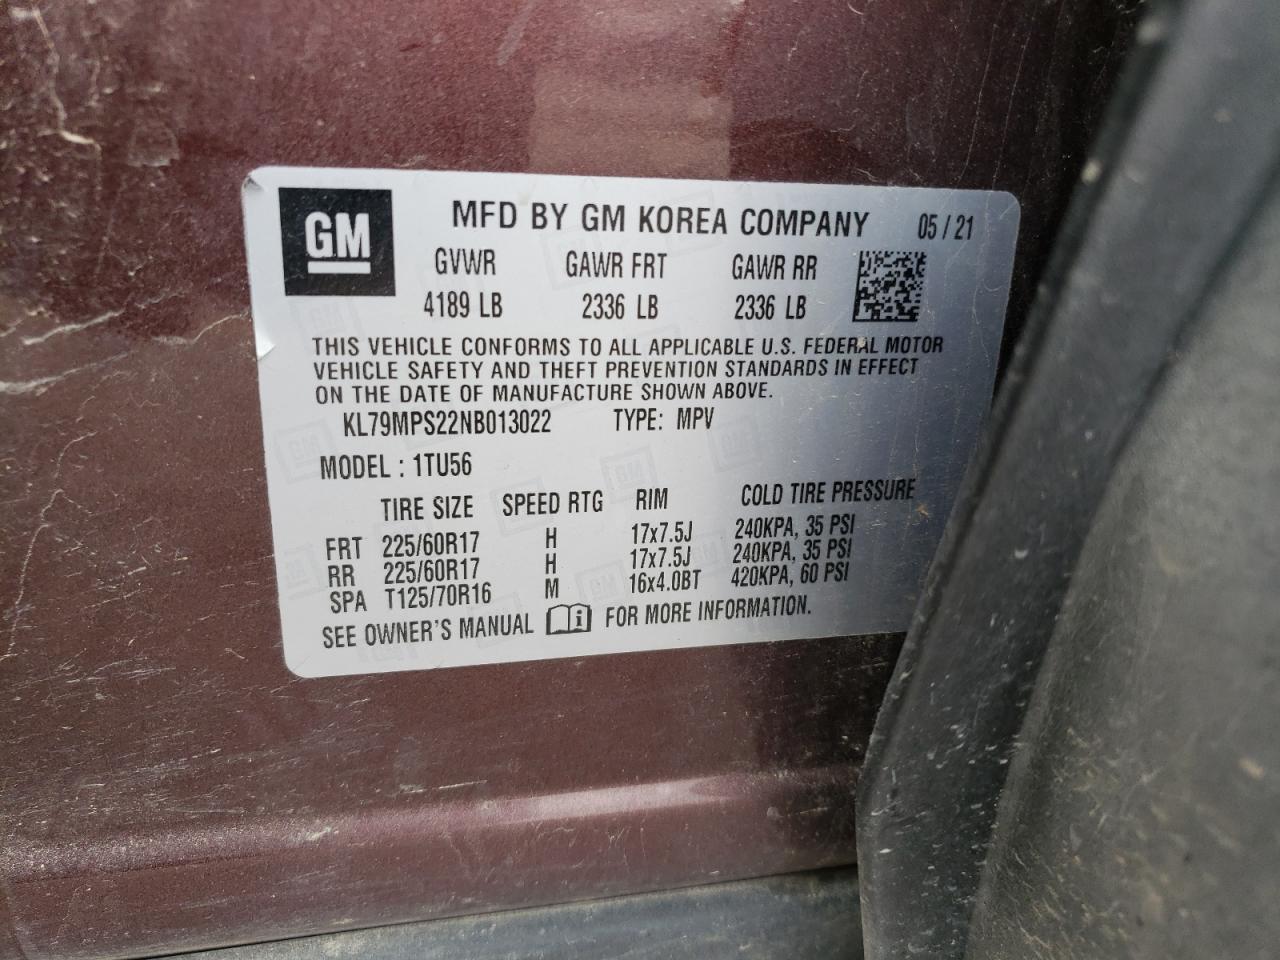 GM
MFD BY GM KOREA COMPANY 05 / 21
GVWR GAWR FRT GAWR RR
4189 LB 2336 LB 2336 LB
THIS VEHICLE CONFORMS TO ALL APPLICABLE U.S. FEDERAL MOTOR
VEHICLE SAFETY AND THEFT PREVENTION STANDARDS IN EFFECT
ON THE DATE OF MANUFACTURE SHOWN ABOVE.
KL79MPS22NB013022 TYPE: MPV
MODEL : 1TU56
TIRE SIZE SPEED RTG RIM COLD TIRE PRESSURE
FRT 225/60R17 H 17x7.5J 240KPA, 35 PSI
RR 225/60R17 H 17x7.5J 240KPA, 35 PSI
SPA T125/70R16 M 16x4.0BT 420KPA, 60 PSI
SEE OWNER'S MANUAL i FOR MORE INFORMATION.